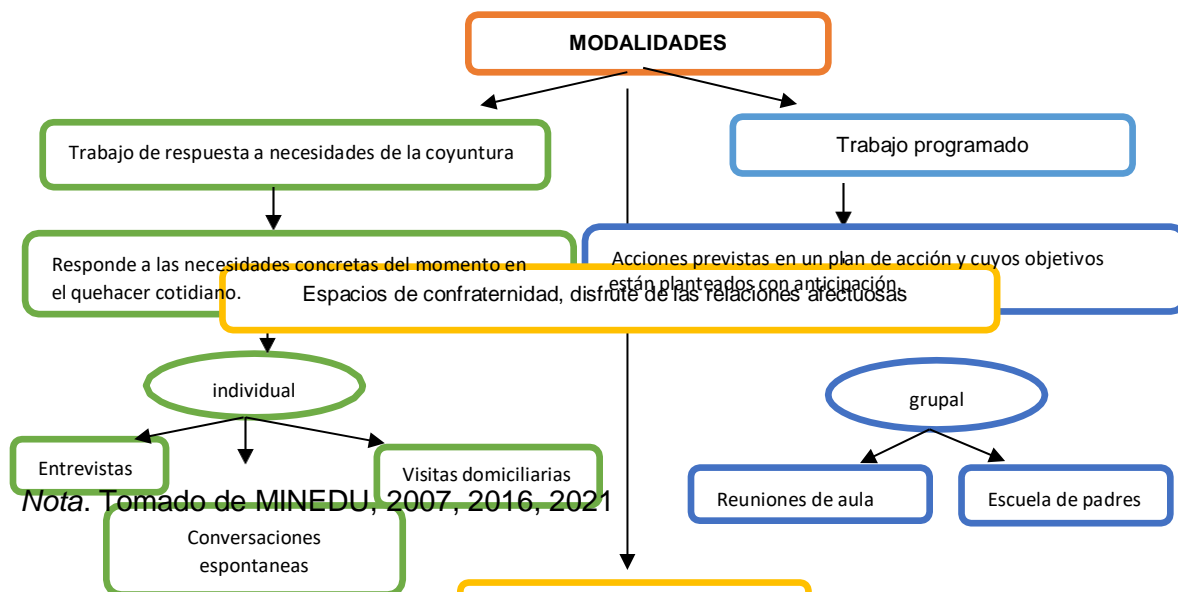 MODALIDADES
Trabajo de respuesta a necesidades de la coyuntura
Trabajo programado
Responde a las necesidades concretas del momento en
el quehacer cotidiano.
Acciones previstas en un plan de acción y cuyos objetivos
están planteados con anticipación.
Espacios de confraternidad, disfrute de las relaciones afectuosas
individual
grupal
Entrevistas
Visitas domiciliarias
Reuniones de aula
Escuela de padres
Nota. Tomado de MINEDU, 2007, 2016, 2021
Conversaciones
espontaneas